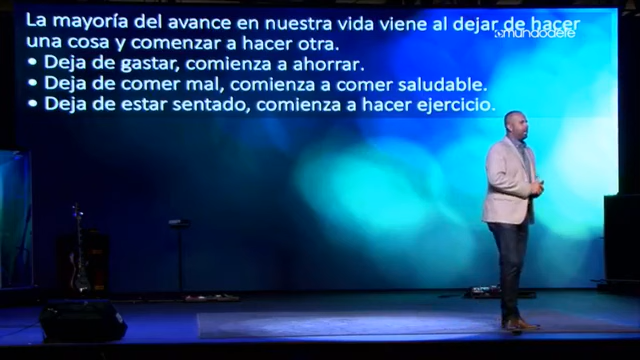 La mayoría del avance en nuestra vida viene al dejar de hacer
una cosa y comenzar a hacer otra.
• Deja de gastar, comienza a ahorrar.
• Deja de comer mal, comienza a comer saludable.
• Deja de estar sentado, comienza a hacer ejercicio.
mundodefe